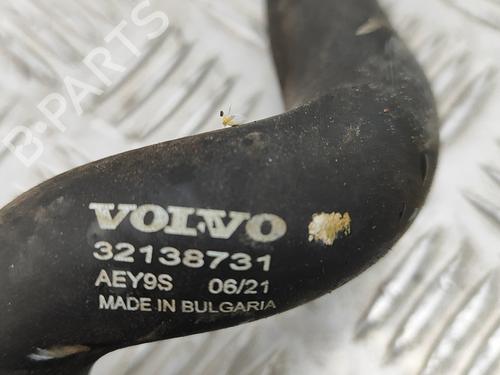 B-PARTS
VOLVO
32138731
AEY9S 06/21
MADE IN BULGARIA